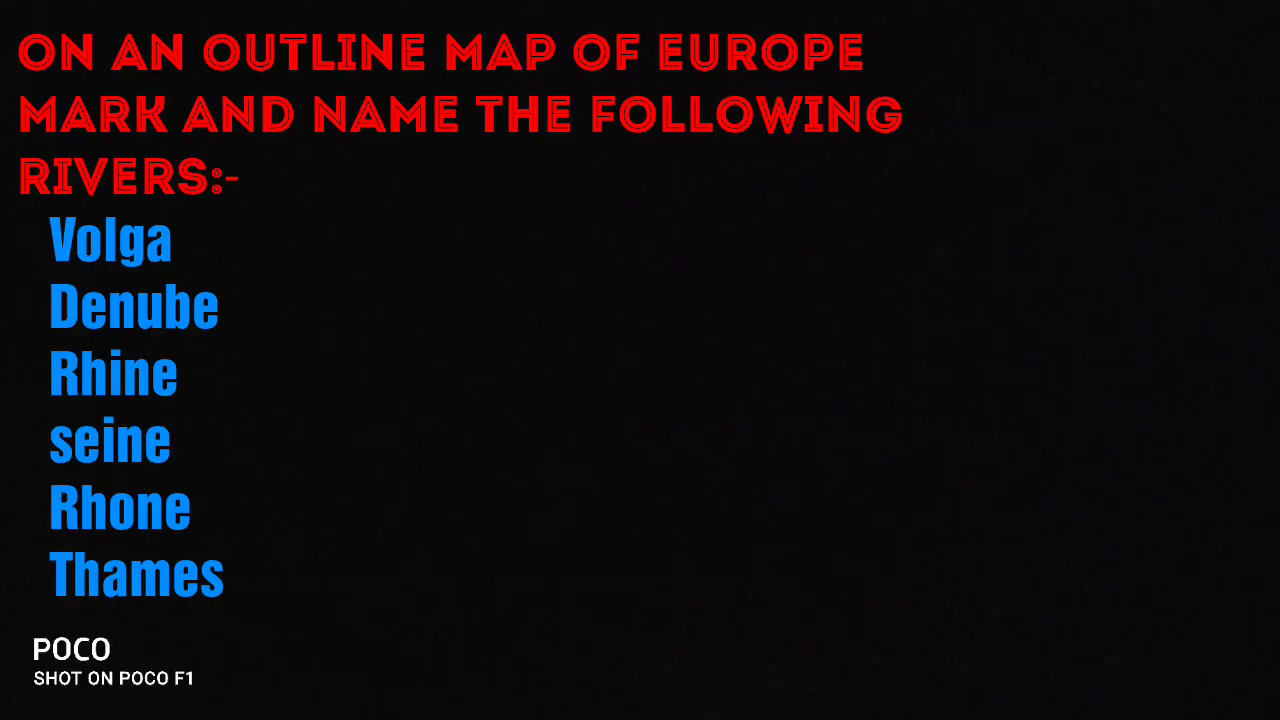 ON AN OUTLINE MAP OF EUROPE
MARK AND NAME THE FOLLOWING
RIVERS:-
Volga
Denube
Rhine
seine
Rhone
Thames
POCO
SHOT ON POCO F1